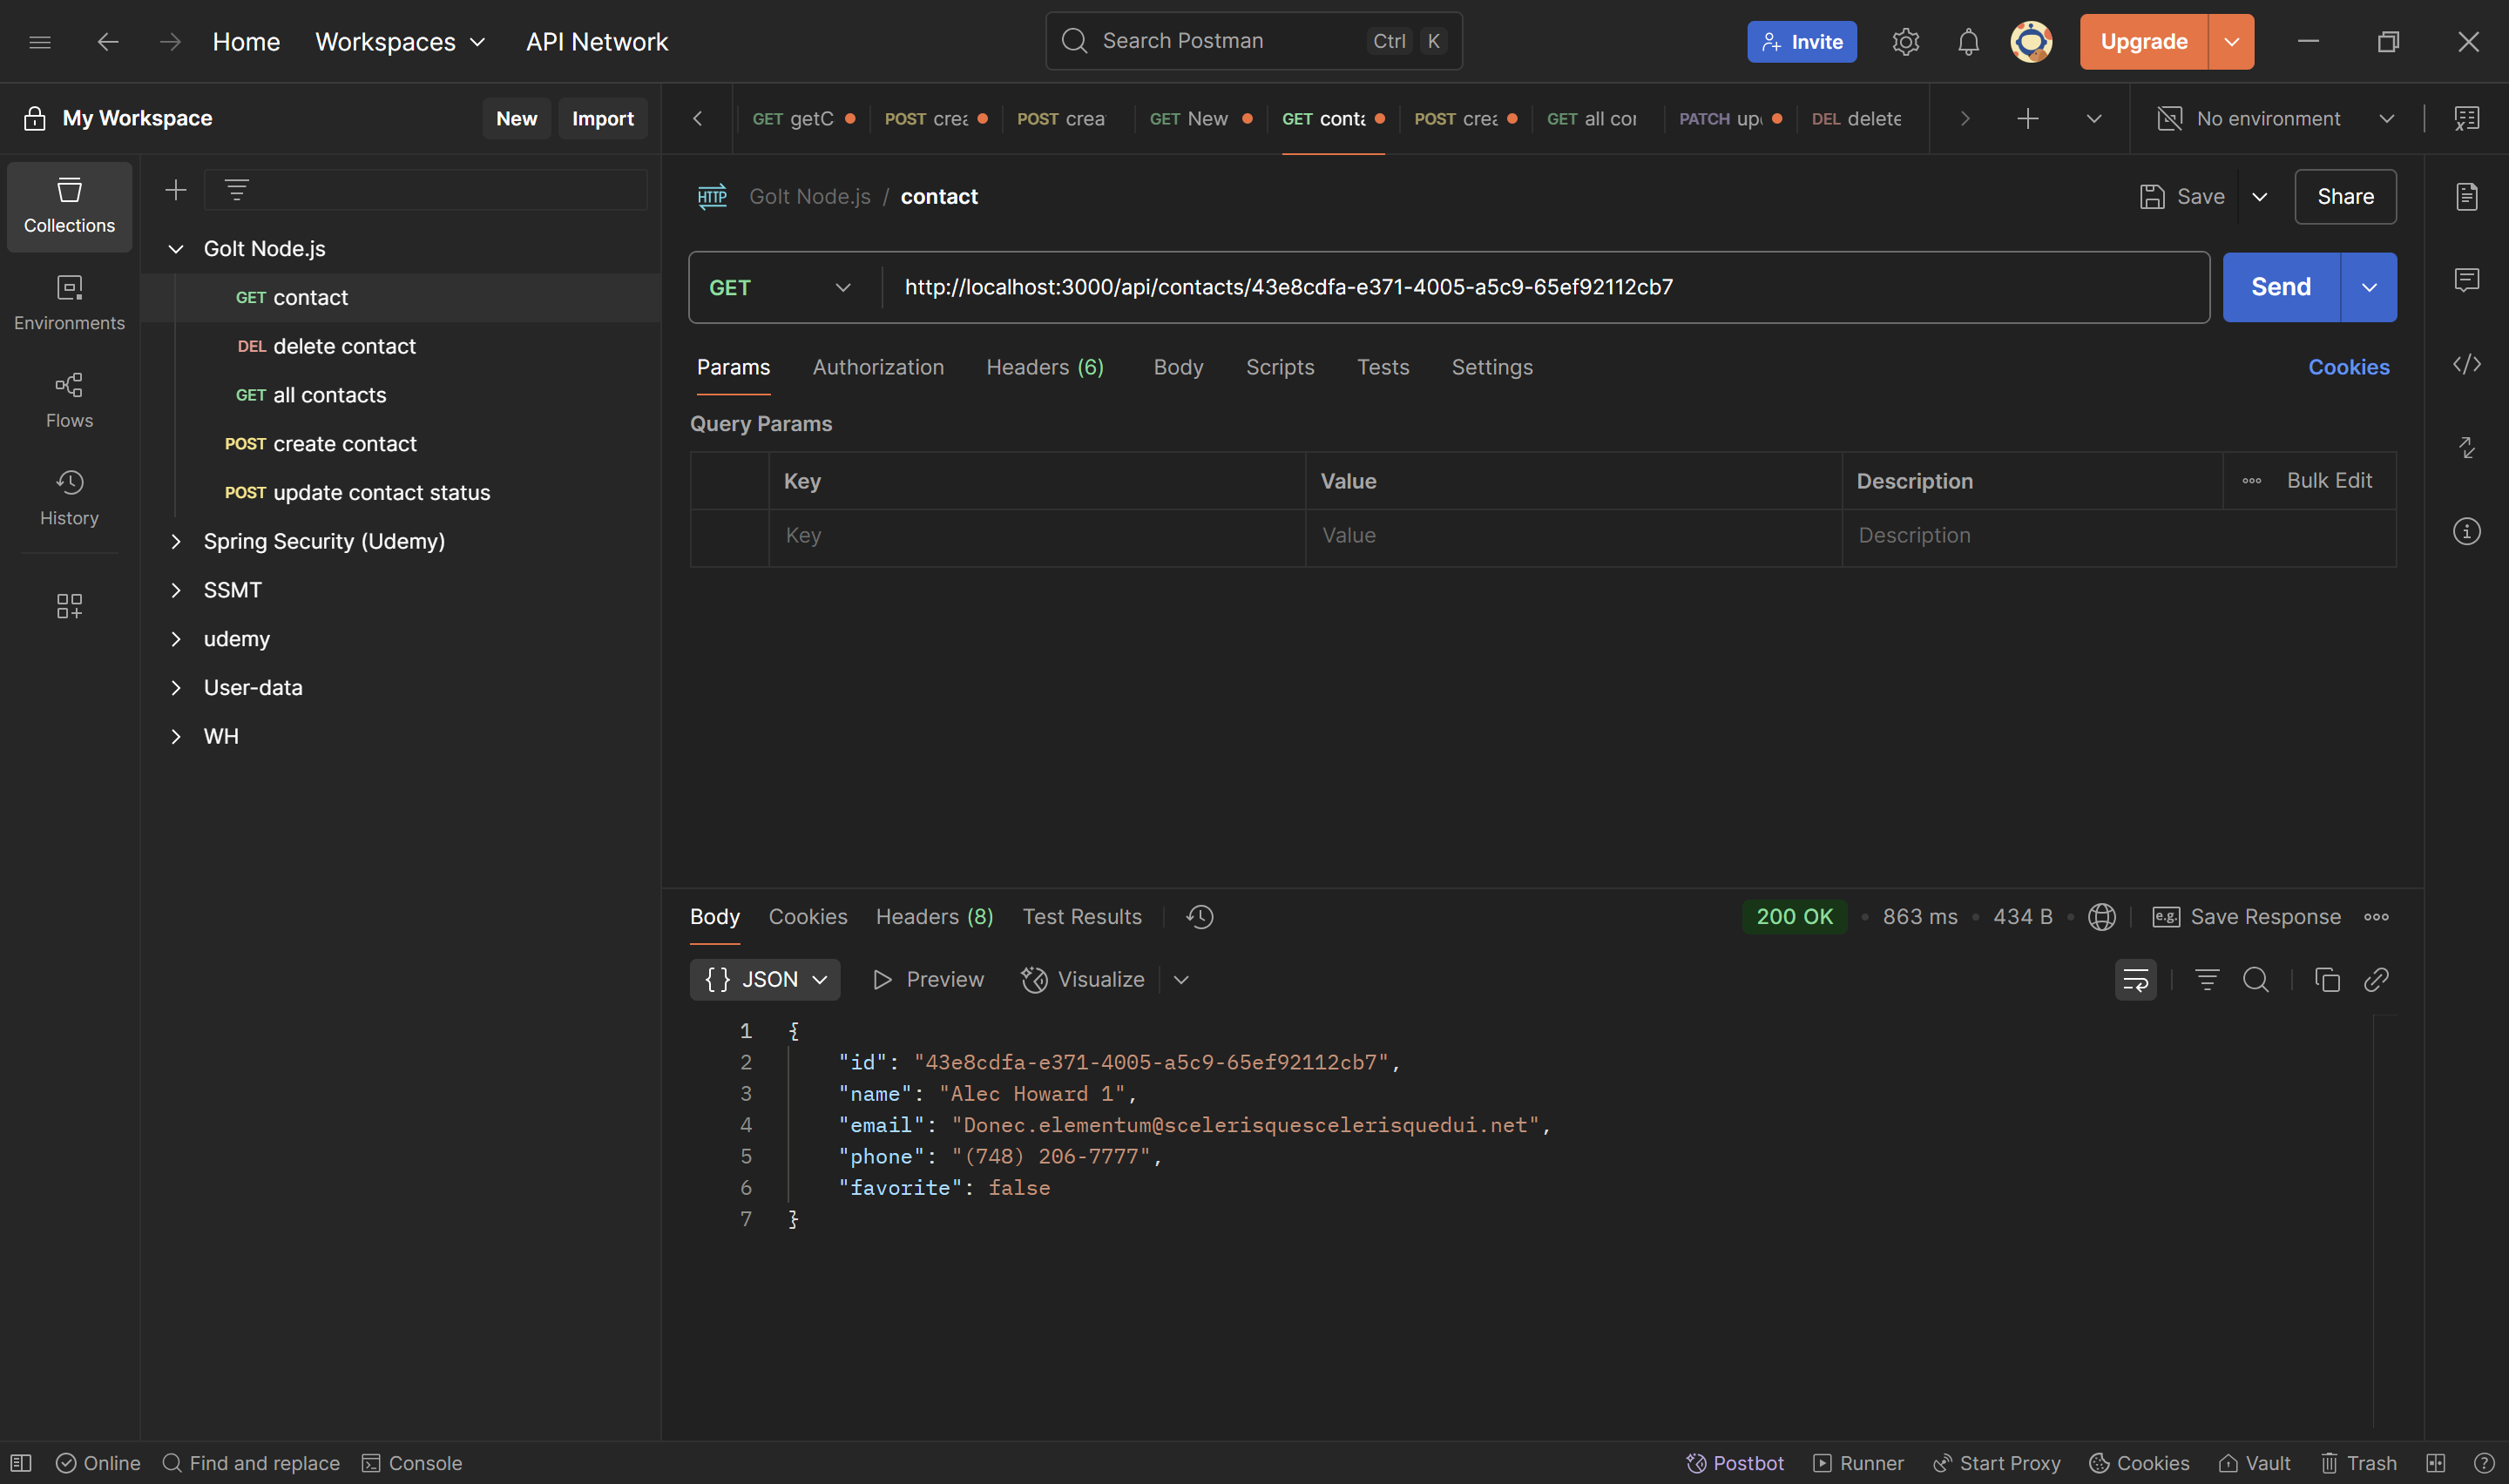 Home Workspaces API Network Search Postman Ctrl K Invite Upgrade
My Workspace New Import
GET getC POST crea POST crea GET New GET conta POST crea GET all cor PATCH up DEL delete No environment
Collections
Environments
Flows
History
GoIt Node.js
GET contact
DEL delete contact
GET all contacts
POST create contact
POST update contact status
Spring Security (Udemy)
SSMT
udemy
User-data
WH
HTTP GoIt Node.js / contact Save Share
GET http://localhost:3000/api/contacts/43e8cdfa-e371-4005-a5c9-65ef92112cb7 Send
Params Authorization Headers (6) Body Scripts Tests Settings Cookies
Query Params
Key Value Description Bulk Edit
Key Value Description
Body Cookies Headers (8) Test Results 200 OK • 863 ms • 434 B • e.g. Save Response
{ } JSON Preview Visualize
1 {
2 "id": "43e8cdfa-e371-4005-a5c9-65ef92112cb7",
3 "name": "Alec Howard 1",
4 "email": "Donec.elementum@scelerisquescelerisquedui.net",
5 "phone": "(748) 206-7777",
6 "favorite": false
7 }
Online Find and replace Console Postbot Runner Start Proxy Cookies Vault Trash